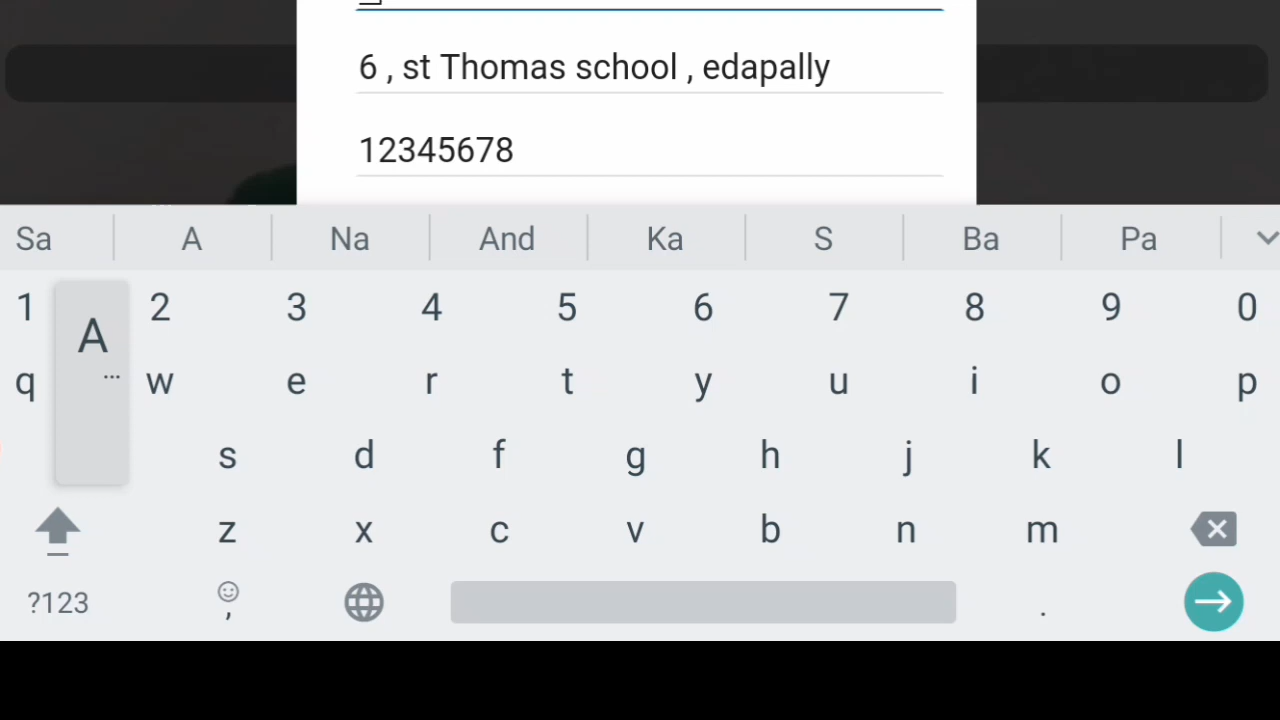 6 , st Thomas school , edapally
12345678
Sa A Na And Ka S Ba Pa
1 2 3 4 5 6 7 8 9 0
A ...
q w e r t y u i o p
s d f g h j k l
z x c v b n m
?123 , .